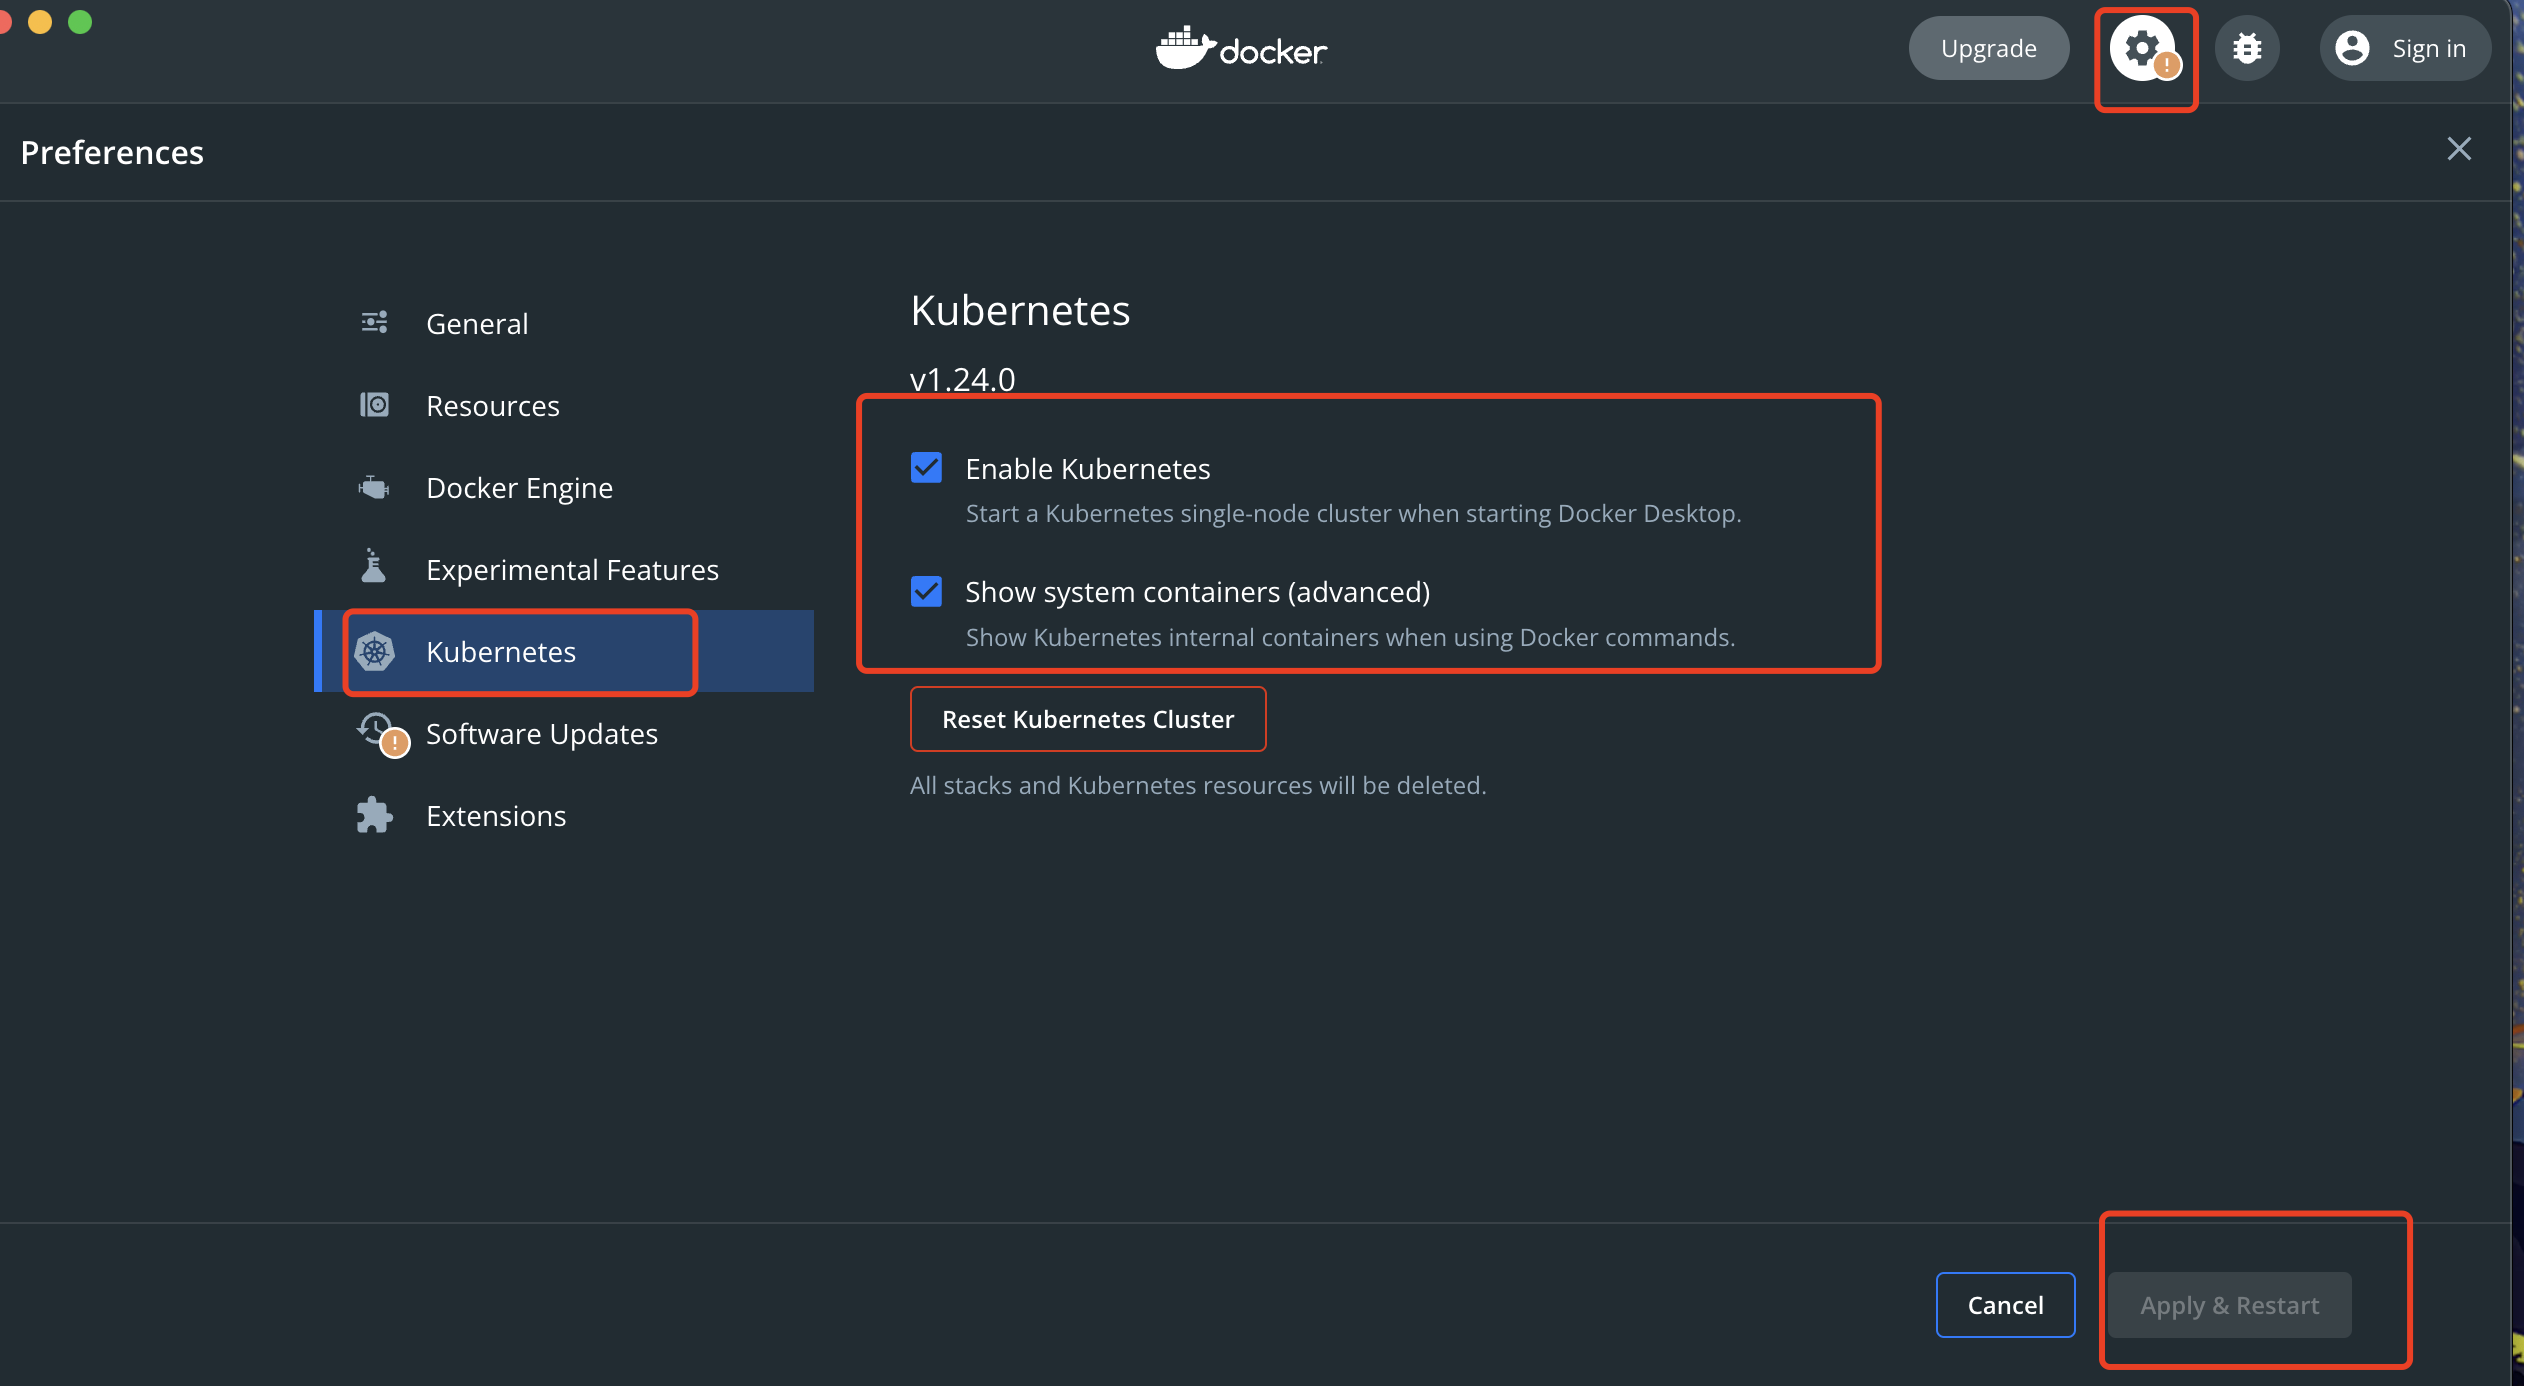 docker
Upgrade
Sign in
Preferences
General
Resources
Docker Engine
Experimental Features
Kubernetes
Software Updates
Extensions
Kubernetes
v1.24.0
Enable Kubernetes
Start a Kubernetes single-node cluster when starting Docker Desktop.
Show system containers (advanced)
Show Kubernetes internal containers when using Docker commands.
Reset Kubernetes Cluster
All stacks and Kubernetes resources will be deleted.
Cancel
Apply & Restart